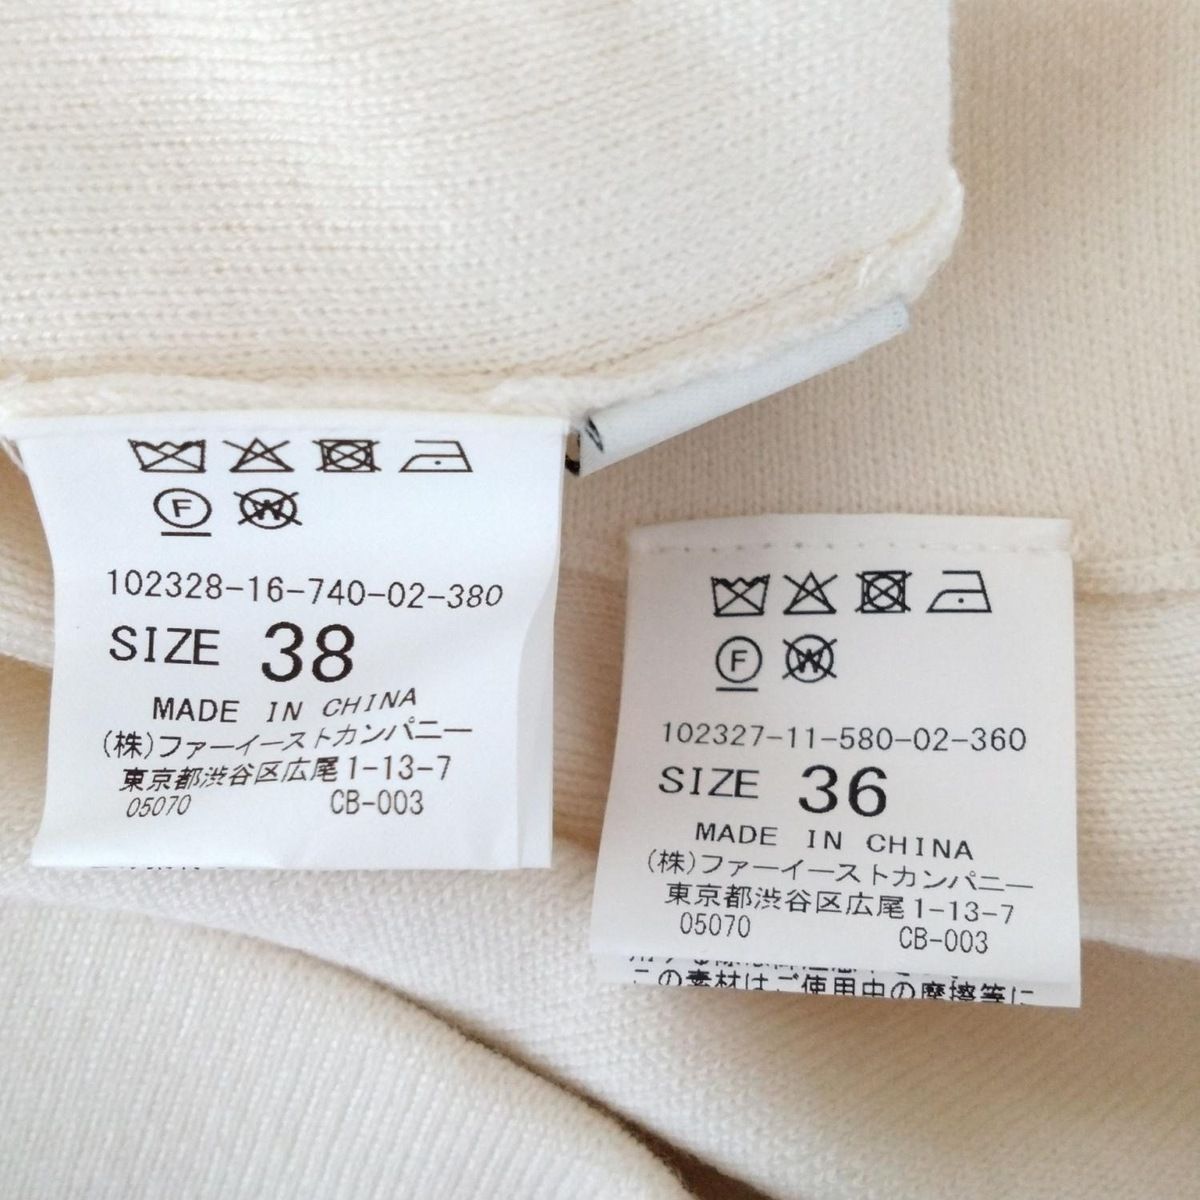 F W
102328-16-740-02-380
SIZE 38
MADE IN CHINA
(株)ファーイーストカンパニー
東京都渋谷区広尾1-13-7
05070 CB-003
F W
102327-11-580-02-360
SIZE 36
MADE IN CHINA
(株)ファーイーストカンパニー
東京都渋谷区広尾1-13-7
05070 CB-003
この素材はご使用中の摩擦等に